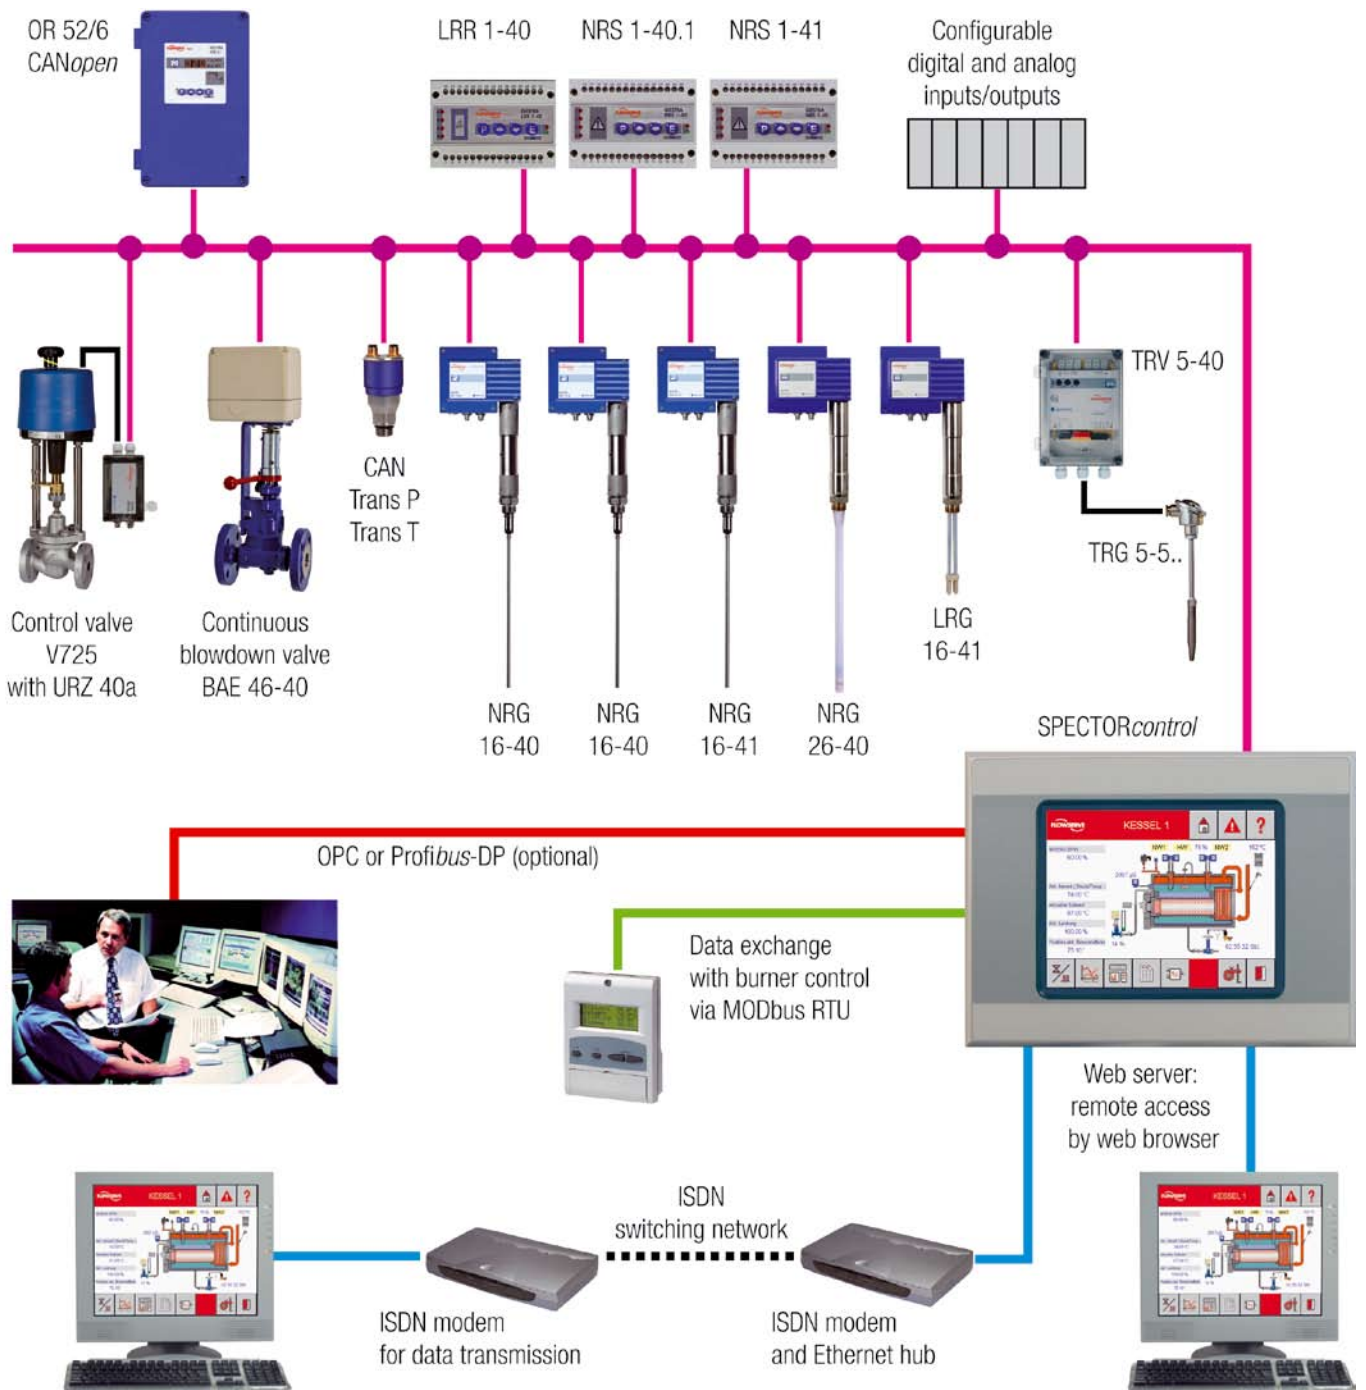 OR 52/6
CANopen
LRR 1-40
NRS 1-40.1
NRS 1-41
Configurable
digital and analog
inputs/outputs
TRV 5-40
CAN
Trans P
Trans T
TRG 5-5..
Control valve
V725
with URZ 40a
Continuous
blowdown valve
BAE 46-40
LRG
16-41
NRG
16-40
NRG
16-40
NRG
16-41
NRG
26-40
SPECTORcontrol
FLOWSERVE
KESSEL 1
?
OPC or Profibus-DP (optional)
Data exchange
with burner control
via MODbus RTU
Web server:
remote access
by web browser
KESSEL 1
?
ISDN
switching network
KESSEL 1
?
ISDN modem
for data transmission
ISDN modem
and Ethernet hub